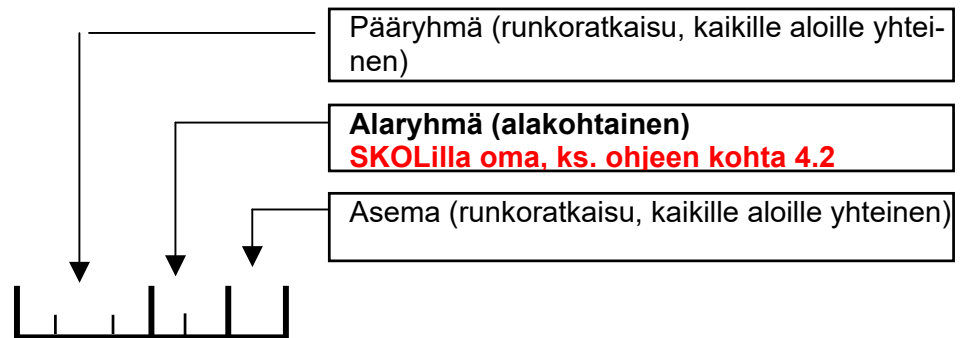 Pääryhmä (runkoratkaisu, kaikille aloille yhtei-
nen)
Alaryhmä (alakohtainen)
SKOLilla oma, ks. ohjeen kohta 4.2
Asema (runkoratkaisu, kaikille aloille yhteinen)